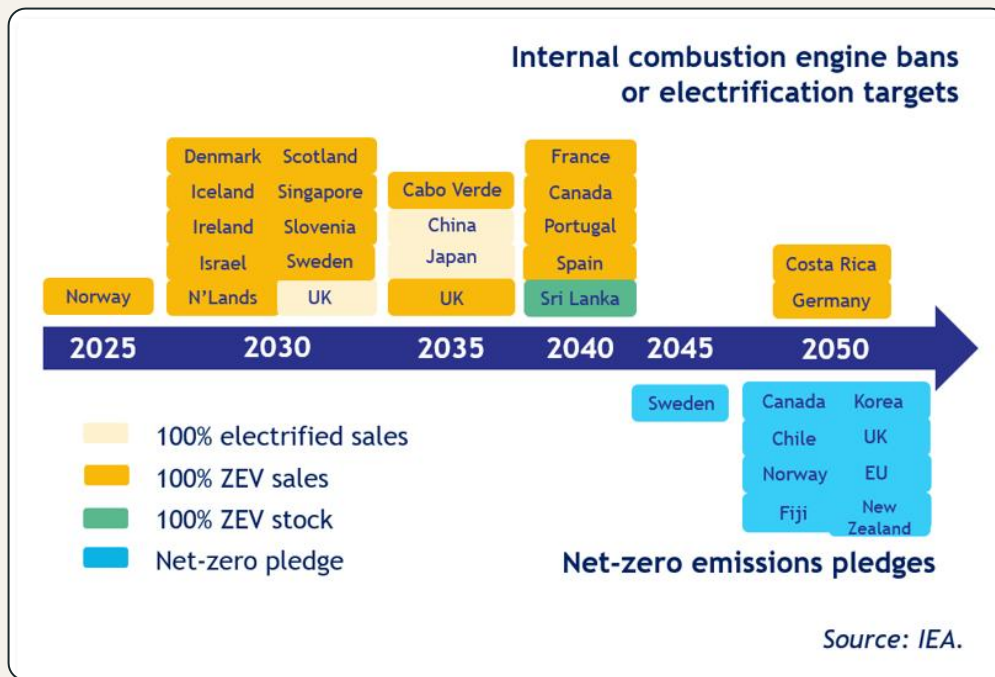 Internal combustion engine bans
or electrification targets
Denmark Scotland
Iceland Singapore
Ireland Slovenia
Israel Sweden
N'Lands UK
Norway
Cabo Verde
China
Japan
UK
France
Canada
Portugal
Spain
Sri Lanka
Costa Rica
Germany
2025 2030 2035 2040 2045 2050
Sweden
Canada Korea
Chile UK
Norway EU
Fiji New
Zealand
100% electrified sales
100% ZEV sales
100% ZEV stock
Net-zero pledge
Net-zero emissions pledges
Source: IEA.